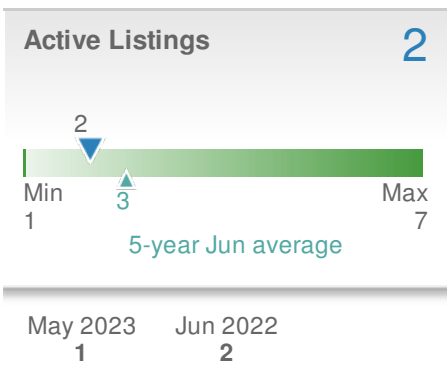 Active Listings 2
2
Min Max
3
1 7
5-year Jun average
May 2023 Jun 2022
1 2